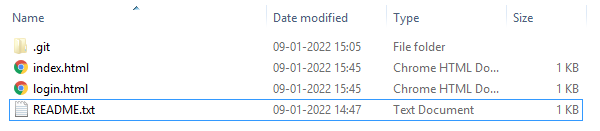 Name Date modified Type Size
.git 09-01-2022 15:05 File folder
index.html 09-01-2022 15:45 Chrome HTML Do... 1 KB
login.html 09-01-2022 15:45 Chrome HTML Do... 1 KB
README.txt 09-01-2022 14:47 Text Document 1 KB